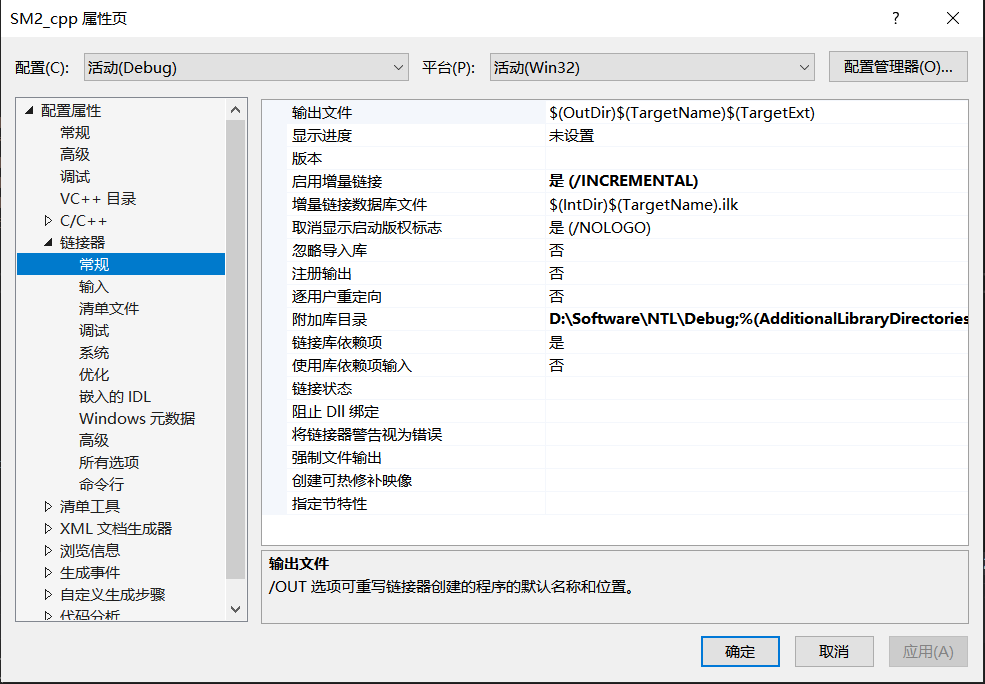 SM2_cpp 属性页
?
配置(C):
活动(Debug)
平台(P):
活动(Win32)
配置管理器(O)...
配置属性
常规
高级
调试
VC++ 目录
C/C++
链接器
常规
输入
清单文件
调试
系统
优化
嵌入的 IDL
Windows 元数据
高级
所有选项
命令行
清单工具
XML 文档生成器
浏览信息
生成事件
自定义生成步骤
代码分析
输出文件 $(OutDir)$(TargetName)$(TargetExt)
显示进度 未设置
版本
启用增量链接 是 (/INCREMENTAL)
增量链接数据库文件 $(IntDir)$(TargetName).ilk
取消显示启动版权标志 是 (/NOLOGO)
忽略导入库 否
注册输出 否
逐用户重定向 否
附加库目录 D:\Software\NTL\Debug;%(AdditionalLibraryDirectories
链接库依赖项 是
使用库依赖项输入 否
链接状态
阻止 Dll 绑定
将链接器警告视为错误
强制文件输出
创建可热修补映像
指定节特性
输出文件
/OUT 选项可重写链接器创建的程序的默认名称和位置。
确定
取消
应用(A)